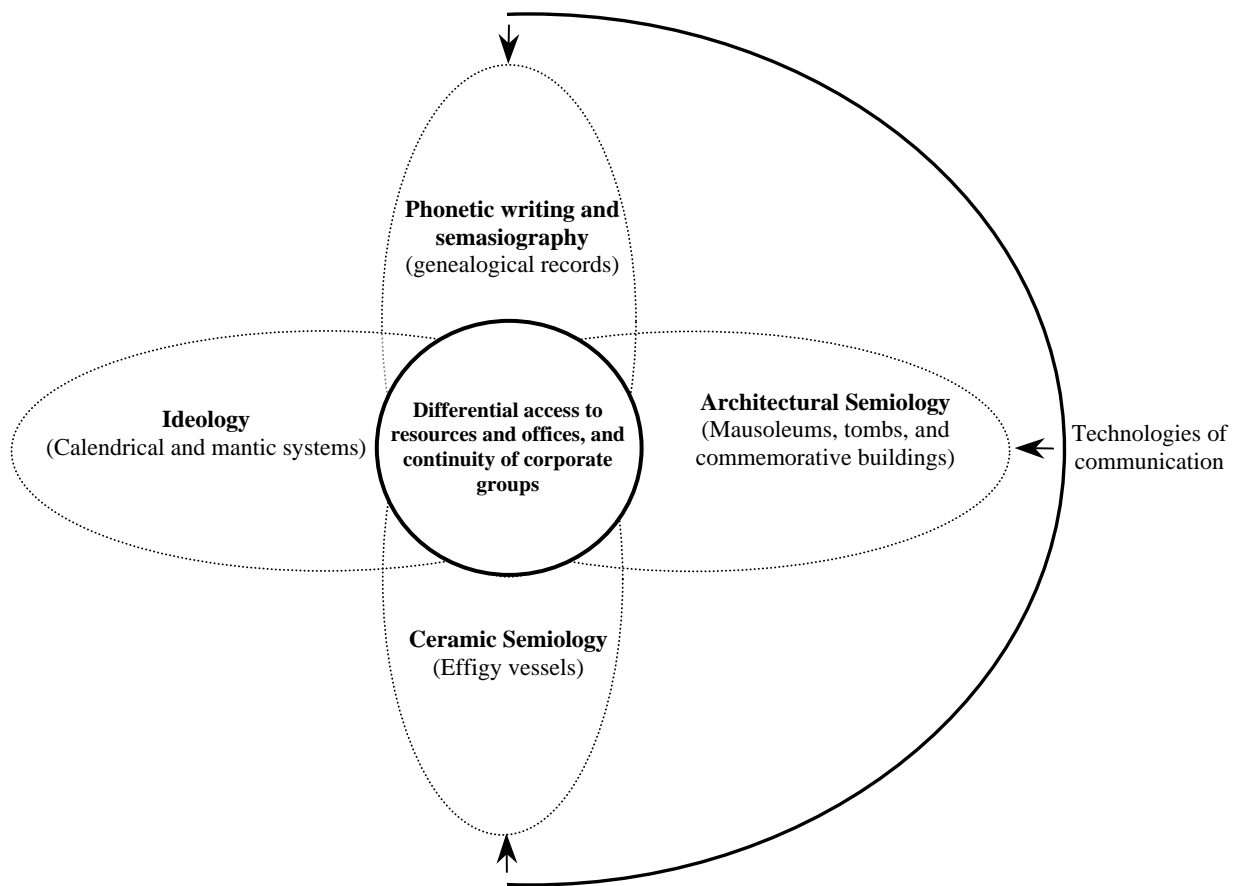 Phonetic writing and
semasiography
(genealogical records)
Ideology
(Calendrical and mantic systems)
Differential access to
resources and offices, and
continuity of corporate
groups
Architectural Semiology
(Mausoleums, tombs, and
commemorative buildings)
Technologies of
communication
Ceramic Semiology
(Effigy vessels)